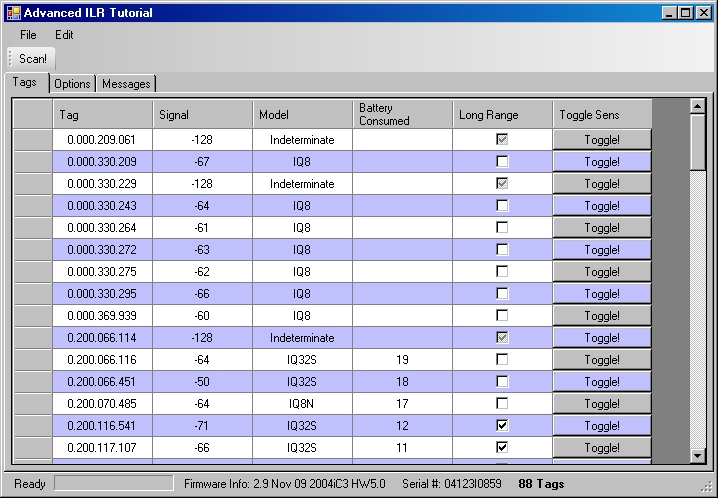 Advanced ILR Tutorial
File Edit
Scan!
Tags Options Messages
Tag Signal Model Battery Consumed Long Range Toggle Sens
0.000.209.061 -128 Indeterminate Toggle!
0.000.330.209 -67 IQ8 Toggle!
0.000.330.229 -128 Indeterminate Toggle!
0.000.330.243 -64 IQ8 Toggle!
0.000.330.264 -61 IQ8 Toggle!
0.000.330.272 -63 IQ8 Toggle!
0.000.330.275 -62 IQ8 Toggle!
0.000.330.295 -66 IQ8 Toggle!
0.000.369.939 -60 IQ8 Toggle!
0.200.066.114 -128 Indeterminate Toggle!
0.200.066.116 -64 IQ32S 19 Toggle!
0.200.066.451 -50 IQ32S 18 Toggle!
0.200.070.485 -64 IQ8N 17 Toggle!
0.200.116.541 -71 IQ32S 12 Toggle!
0.200.117.107 -66 IQ32S 11 Toggle!
Ready Firmware Info: 2.9 Nov 09 2004iC3 HW5.0 Serial #: 04123I0859 88 Tags